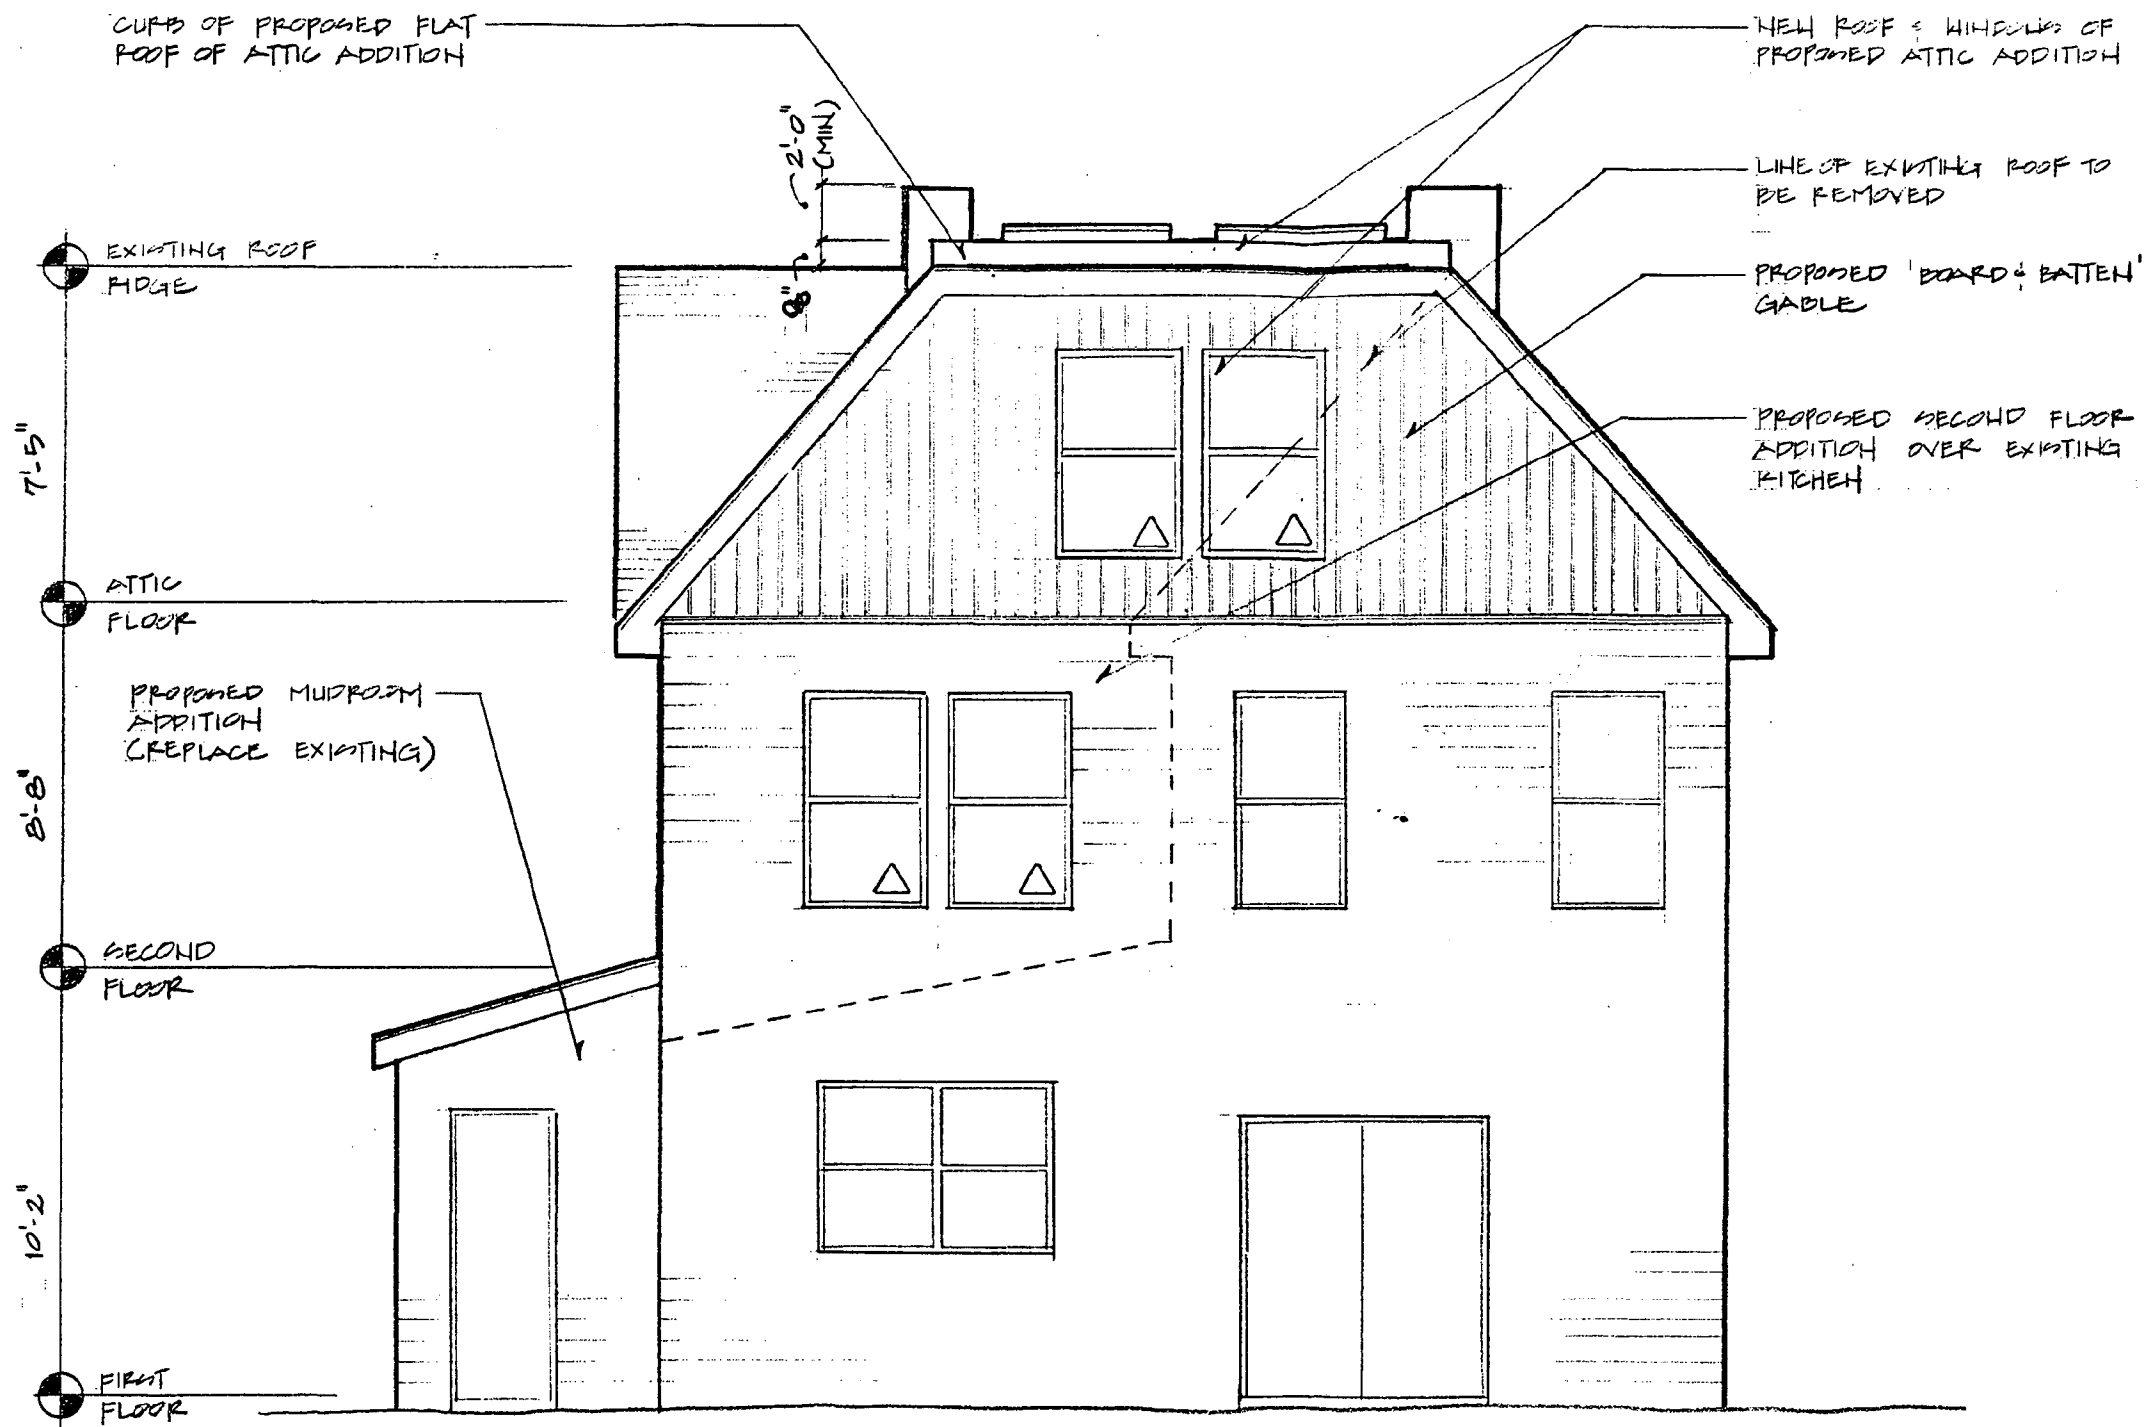 CURB OF PROPOSED FLAT
ROOF OF ATTIC ADDITION
NEW ROOF & WINDOWS OF
PROPOSED ATTIC ADDITION
2'-0"
(MIN)
8"
LINE OF EXISTING ROOF TO
BE REMOVED
EXISTING ROOF
RIDGE
PROPOSED 'BOARD & BATTEN'
GABLE
7'-5"
PROPOSED SECOND FLOOR
ADDITION OVER EXISTING
KITCHEN
ATTIC
FLOOR
PROPOSED MUDROOM
ADDITION
(REPLACE EXISTING)
8'-8"
SECOND
FLOOR
10'-2"
FIRST
FLOOR